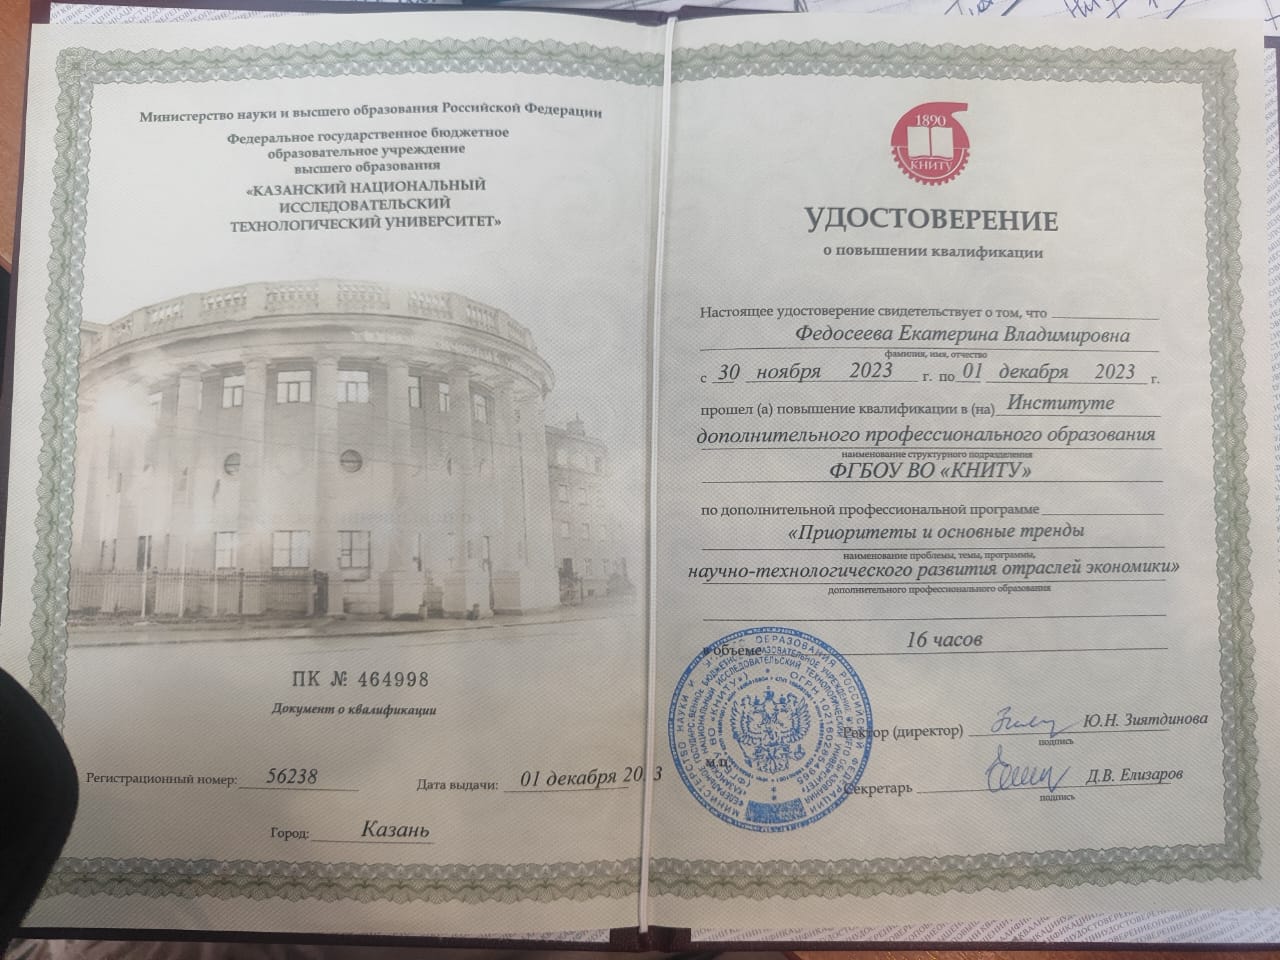 Министерство науки и высшего образования Российской Федерации
Федеральное государственное бюджетное
образовательное учреждение
высшего образования
«КАЗАНСКИЙ НАЦИОНАЛЬНЫЙ
ИССЛЕДОВАТЕЛЬСКИЙ
ТЕХНОЛОГИЧЕСКИЙ УНИВЕРСИТЕТ»
ПК № 464998
Документ о квалификации
Регистрационный номер: 56238
Дата выдачи: 01 декабря 2023
Город: Казань
1890
КНИТУ
УДОСТОВЕРЕНИЕ
о повышении квалификации
Настоящее удостоверение свидетельствует о том, что
Федосеева Екатерина Владимировна
фамилия, имя, отчество
с 30 ноября 2023 г. по 01 декабря 2023 г.
прошел (а) повышение квалификации в (на) Институте
дополнительного профессионального образования
наименование структурного подразделения
ФГБОУ ВО «КНИТУ»
по дополнительной профессиональной программе
«Приоритеты и основные тренды
наименование проблемы, темы, программы,
научно-технологического развития отраслей экономики»
дополнительного профессионального образования
в объеме 16 часов
Ректор (директор) Ю.Н. Зиятдинова
подпись
М.П.
Секретарь Д.В. Елизаров
подпись